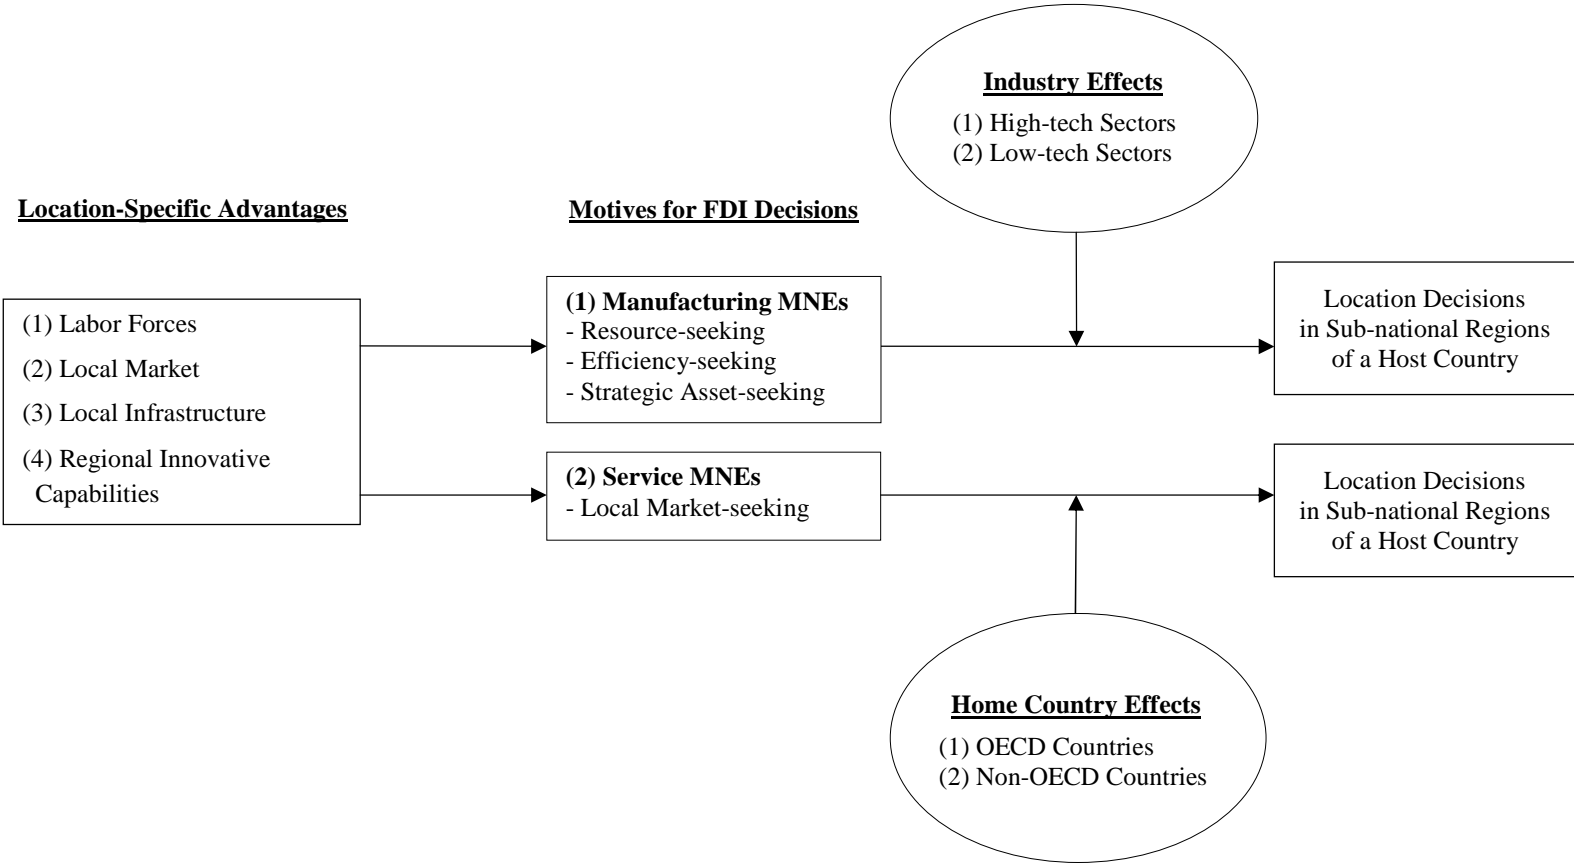 Industry Effects
(1) High-tech Sectors
(2) Low-tech Sectors
Location-Specific Advantages
Motives for FDI Decisions
(1) Labor Forces
(2) Local Market
(3) Local Infrastructure
(4) Regional Innovative
Capabilities
(1) Manufacturing MNEs
- Resource-seeking
- Efficiency-seeking
- Strategic Asset-seeking
(2) Service MNEs
- Local Market-seeking
Location Decisions
in Sub-national Regions
of a Host Country
Location Decisions
in Sub-national Regions
of a Host Country
Home Country Effects
(1) OECD Countries
(2) Non-OECD Countries